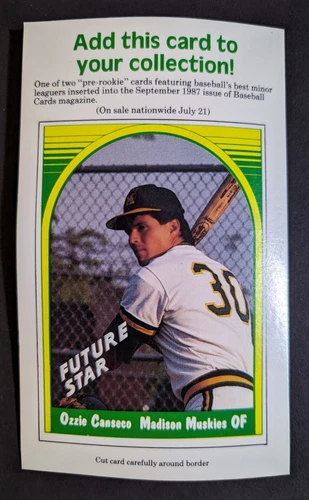 Add this card to
your collection!
One of two "pre-rookie" cards featuring baseball's best minor
leaguers inserted into the September 1987 issue of Baseball
Cards magazine.
(On sale nationwide July 21)
M
30
FUTURE
STAR
Ozzie Canseco Madison Muskies OF
Cut card carefully around border